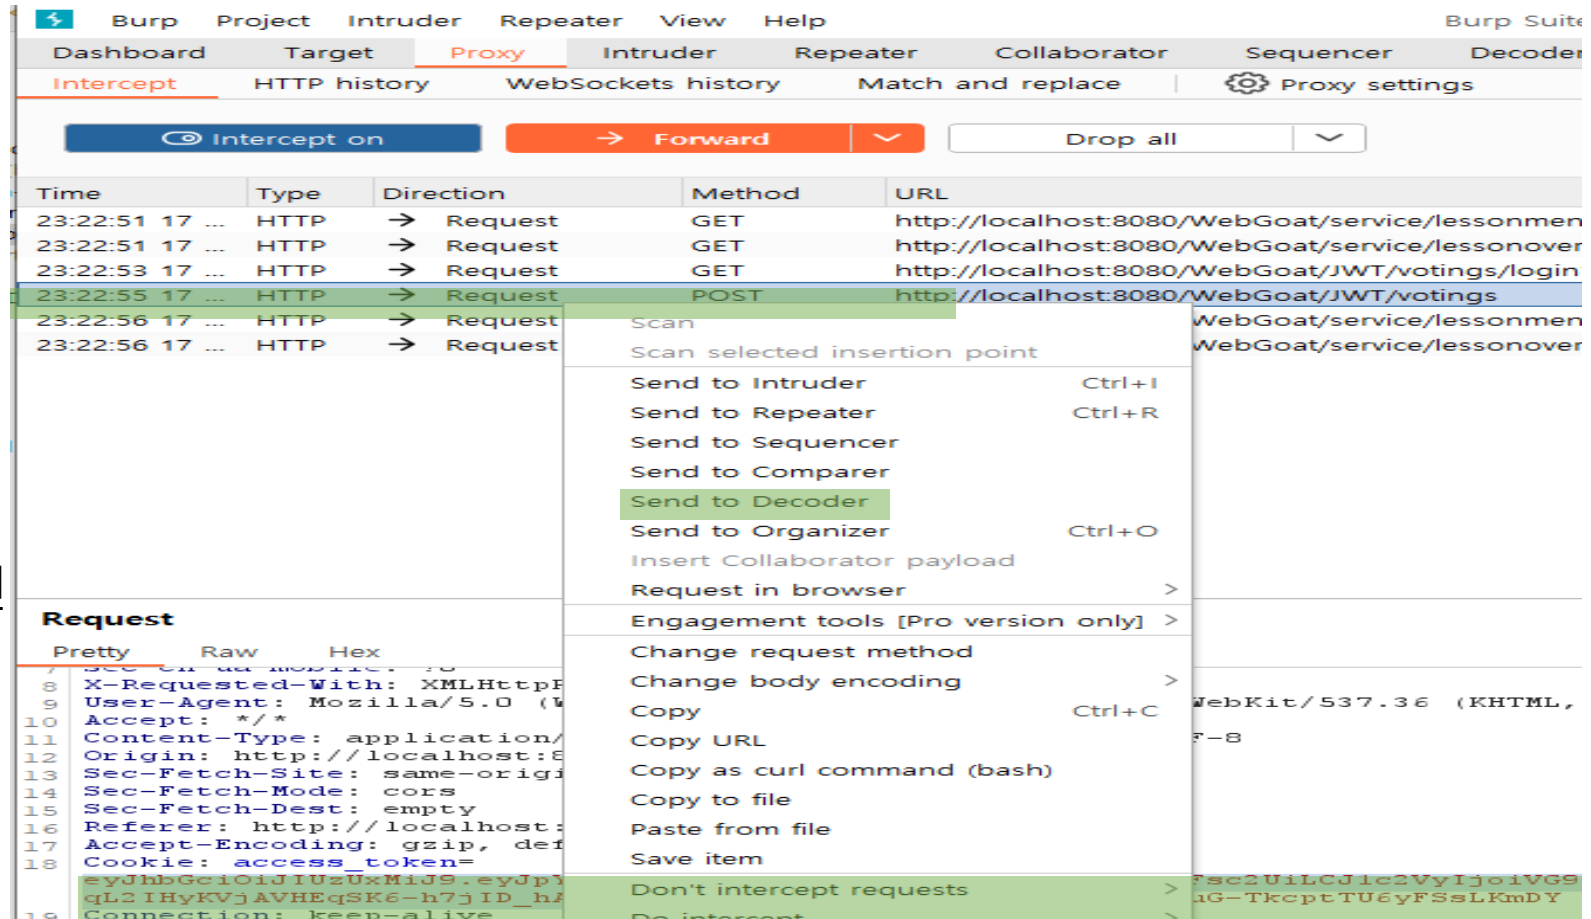 Burp Project Intruder Repeater View Help Burp Suite
Dashboard Target Proxy Intruder Repeater Collaborator Sequencer Decoder
Intercept HTTP history WebSockets history Match and replace Proxy settings
Intercept on Forward Drop all
Time Type Direction Method URL
23:22:51 17 ... HTTP → Request GET http://localhost:8080/WebGoat/service/lessonmen
23:22:51 17 ... HTTP → Request GET http://localhost:8080/WebGoat/service/lessonover
23:22:53 17 ... HTTP → Request GET http://localhost:8080/WebGoat/JWT/votings/login
23:22:55 17 ... HTTP → Request POST http://localhost:8080/WebGoat/JWT/votings
23:22:56 17 ... HTTP → Request WebGoat/service/lessonmen
23:22:56 17 ... HTTP → Request WebGoat/service/lessonover
Scan
Scan selected insertion point
Send to Intruder Ctrl+I
Send to Repeater Ctrl+R
Send to Sequencer
Send to Comparer
Send to Decoder
Send to Organizer Ctrl+O
Insert Collaborator payload
Request in browser >
Engagement tools [Pro version only] >
Change request method
Change body encoding >
Copy Ctrl+C
Copy URL
Copy as curl command (bash)
Copy to file
Paste from file
Save item
Don't intercept requests >
Do intercept >
Request
Pretty Raw Hex
8 X-Requested-With: XMLHttpR
9 User-Agent: Mozilla/5.0 (W WebKit/537.36 (KHTML,
10 Accept: */*
11 Content-Type: application/ F-8
12 Origin: http://localhost:8
13 Sec-Fetch-Site: same-origi
14 Sec-Fetch-Mode: cors
15 Sec-Fetch-Dest: empty
16 Referer: http://localhost:
17 Accept-Encoding: gzip, def
18 Cookie: access_token=
19 Connection: keep-alive